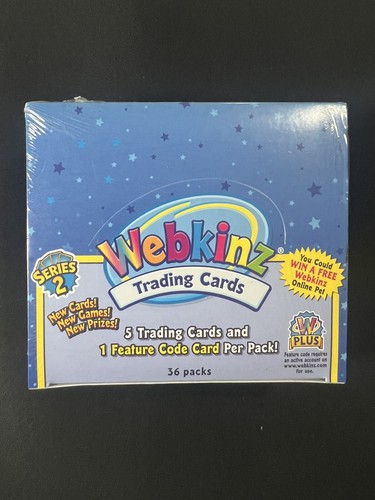 Webkinz®
Trading Cards
SERIES
2
New Cards!
New Games!
New Prizes!
You Could
WIN A FREE
Webkinz
Online Pet!
5 Trading Cards and
1 Feature Code Card Per Pack!
W
PLUS
Feature code requires
an active account on
www.webkinz.com
for use.
36 packs